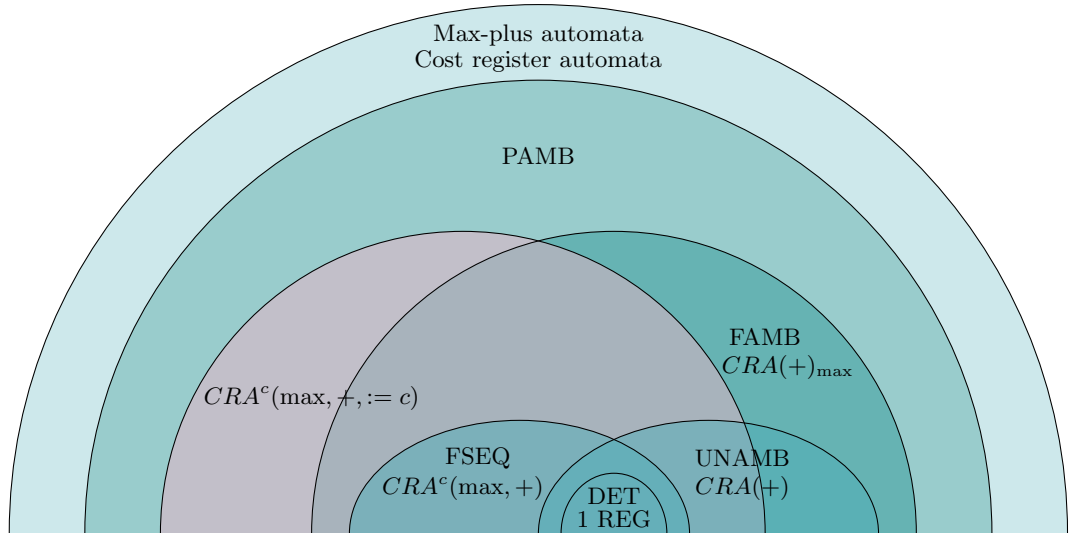 Max-plus automata
Cost register automata
PAMB
FAMB
CRA(+)max
CRA^c(max, +, := c)
FSEQ
CRA^c(max, +)
UNAMB
CRA(+)
DET
1 REG